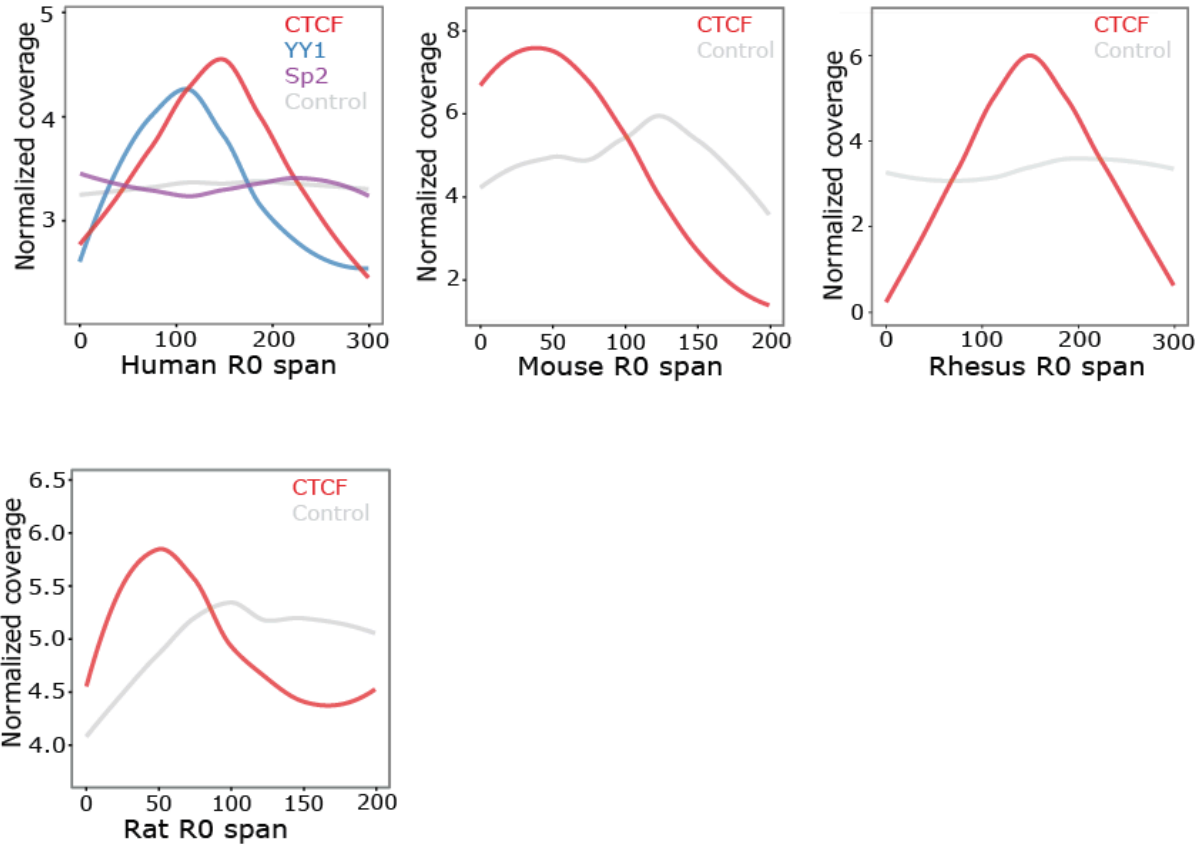 Normalized coverage
5
4
3
CTCF
YY1
Sp2
Control
0 100 200 300
Human R0 span
Normalized coverage
8
6
4
2
CTCF
Control
0 50 100 150 200
Mouse R0 span
Normalized coverage
6
4
2
0
CTCF
Control
0 100 200 300
Rhesus R0 span
Normalized coverage
6.5
6.0
5.5
5.0
4.5
4.0
CTCF
Control
0 50 100 150 200
Rat R0 span